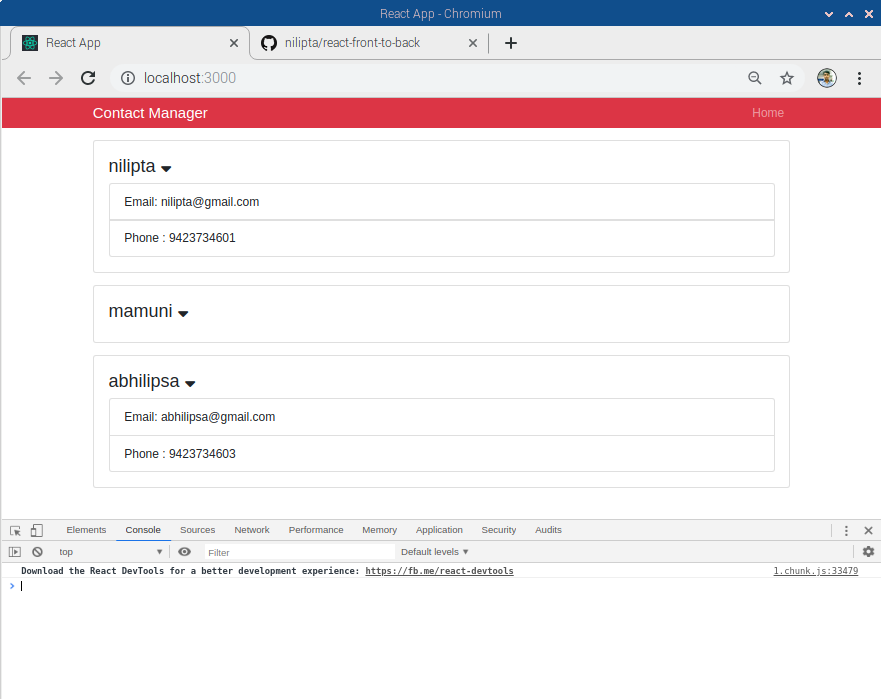 React App - Chromium
React App
nilipta/react-front-to-back
localhost:3000
Contact Manager Home
nilipta
Email: nilipta@gmail.com
Phone : 9423734601
mamuni
abhilipsa
Email: abhilipsa@gmail.com
Phone : 9423734603
Elements Console Sources Network Performance Memory Application Security Audits
top Filter Default levels
Download the React DevTools for a better development experience: https://fb.me/react-devtools 1.chunk.js:33479